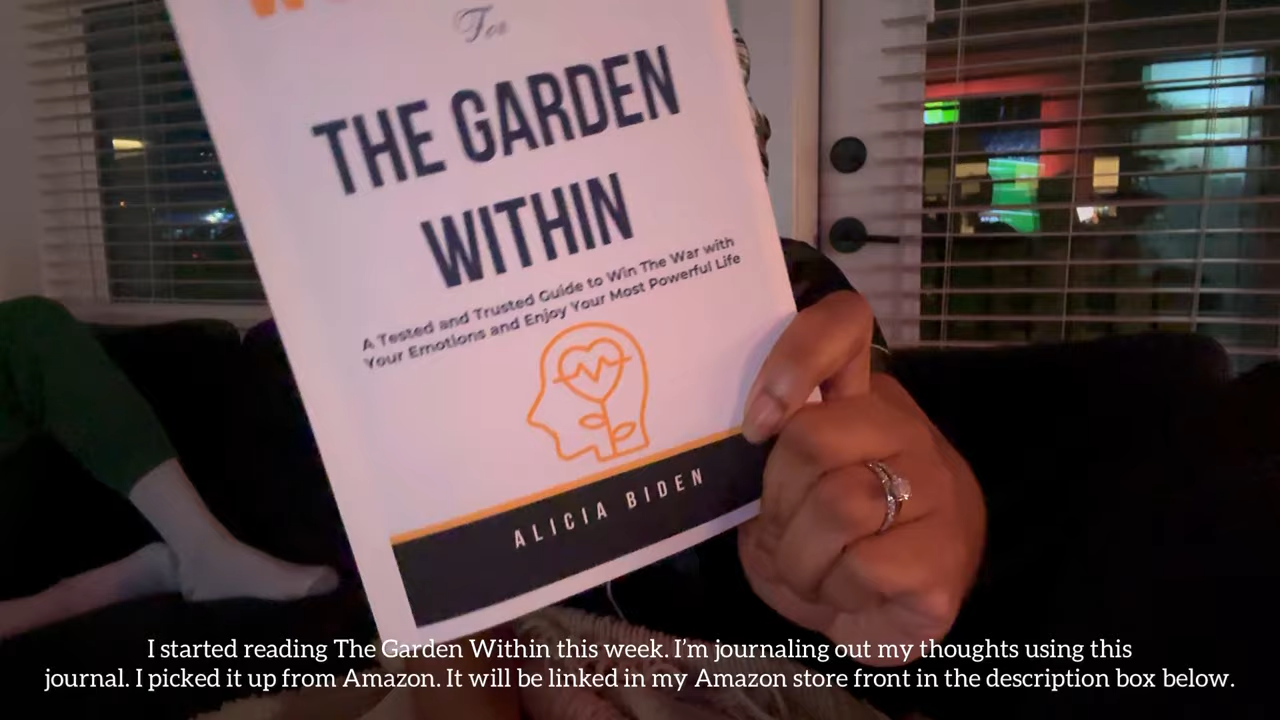 For
THE GARDEN
WITHIN
A Tested and Trusted Guide to Win The War with
Your Emotions and Enjoy Your Most Powerful Life
ALICIA BIDEN
I started reading The Garden Within this week. I’m journaling out my thoughts using this
journal. I picked it up from Amazon. It will be linked in my Amazon store front in the description box below.